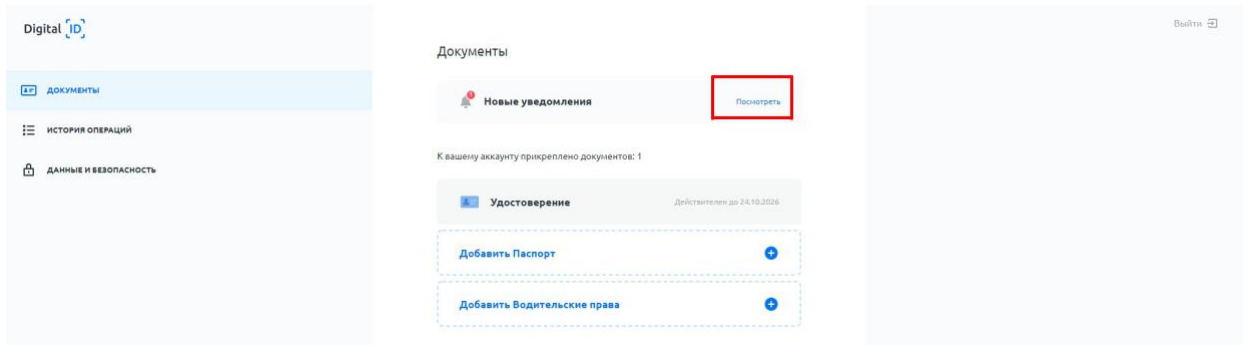 Digital ID
Выйти
ДОКУМЕНТЫ
ИСТОРИЯ ОПЕРАЦИЙ
ДАННЫЕ И БЕЗОПАСНОСТЬ
Документы
Новые уведомления
Посмотреть
К вашему аккаунту прикреплено документов: 1
Удостоверение
Действителен до 24.10.2026
Добавить Паспорт
Добавить Водительские права